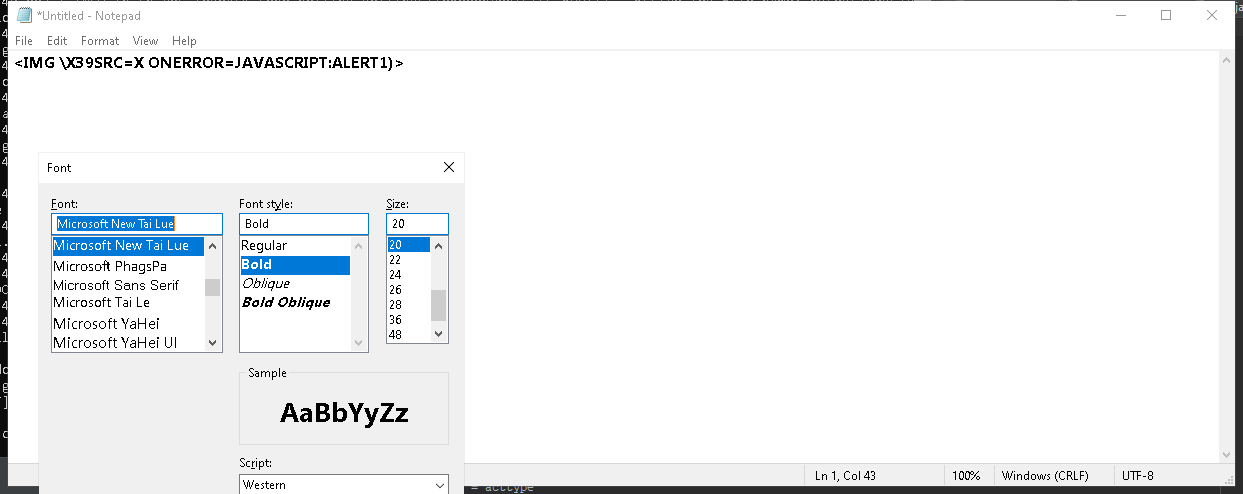 *Untitled - Notepad
File Edit Format View Help
<IMG \X39SRC=X ONERROR=JAVASCRIPT:ALERT1)>
Font
Font: Font style: Size:
Microsoft New Tai Lue Bold 20
Microsoft New Tai Lue Regular 20
Microsoft PhagsPa Bold 22
Microsoft Sans Serif Oblique 24
Microsoft Tai Le Bold Oblique 26
Microsoft YaHei 28
Microsoft YaHei UI 36
48
Sample
AaBbYyZz
Script:
Western
Ln 1, Col 43 100% Windows (CRLF) UTF-8
= acctype